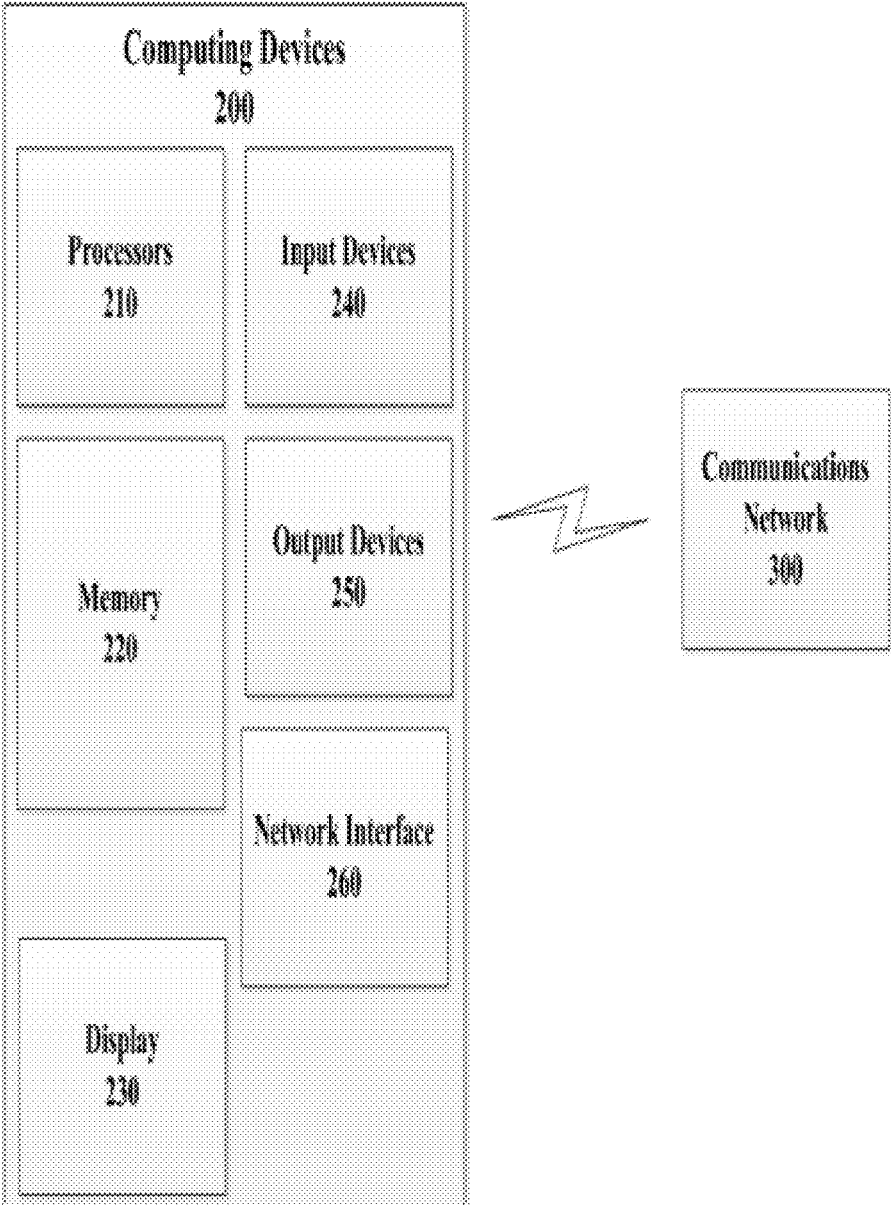 Computing Devices
200
Processors
210
Input Devices
240
Memory
220
Output Devices
250
Network Interface
260
Display
230
Communications
Network
300